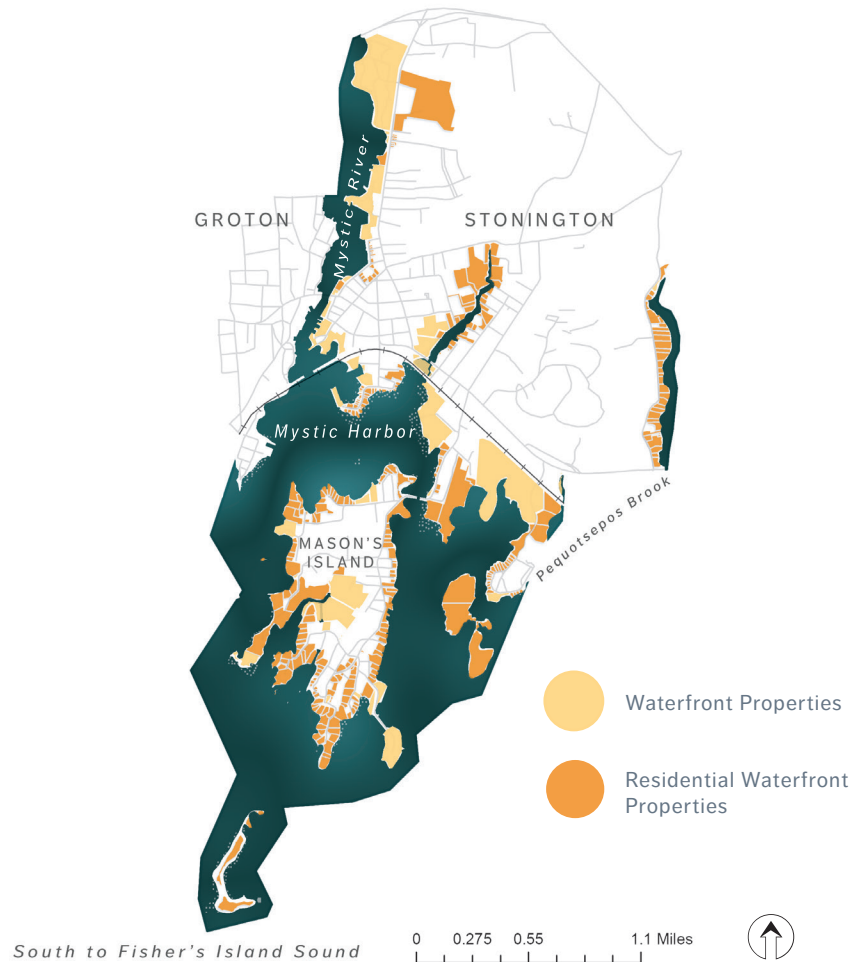 Mystic River
GROTON
STONINGTON
Mystic Harbor
MASON'S
ISLAND
Pequotsepos Brook
Waterfront Properties
Residential Waterfront
Properties
South to Fisher's Island Sound
0 0.275 0.55 1.1 Miles